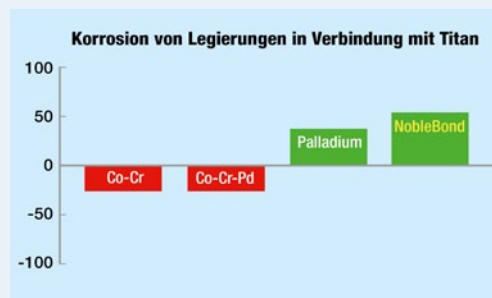 Korrosion von Legierungen in Verbindung mit Titan
100
50
0
-50
-100
Co-Cr
Co-Cr-Pd
Palladium
NobleBond